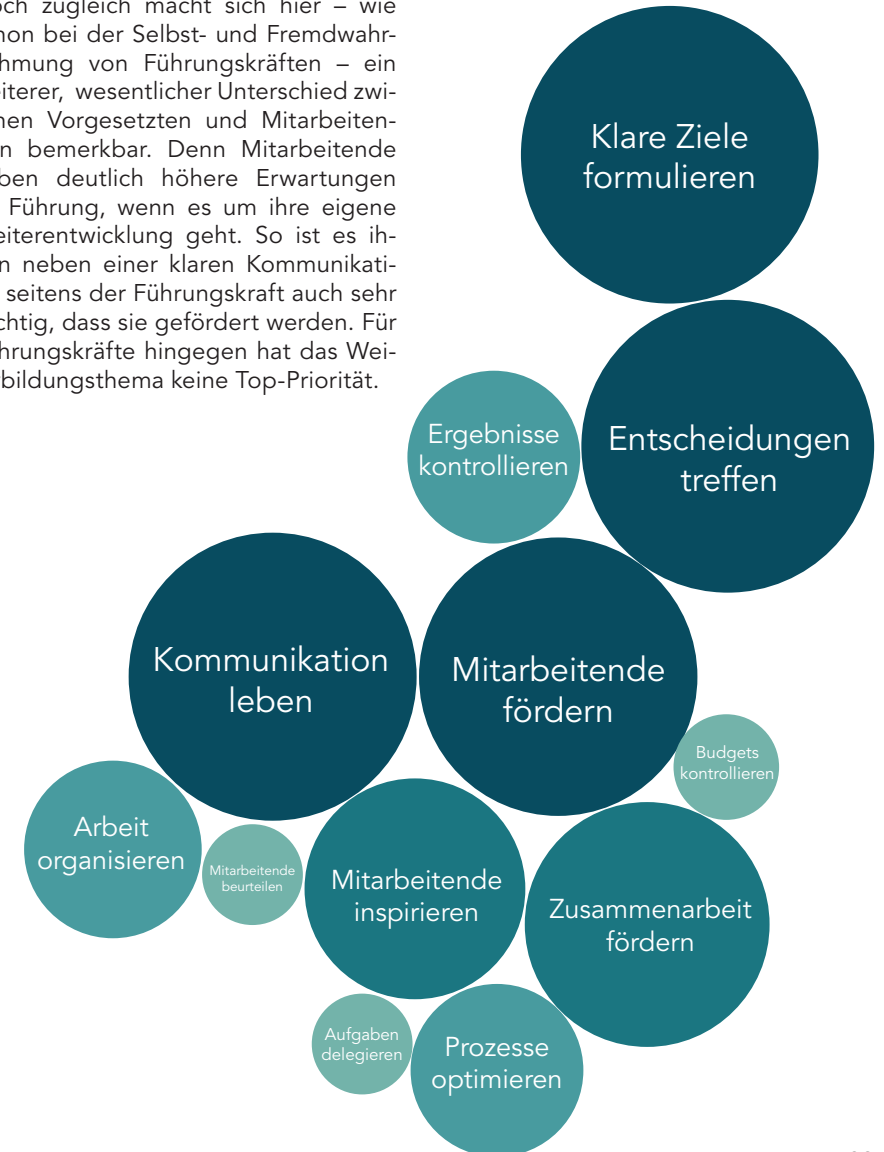 och zugleich macht sich hier – wie
hon bei der Selbst- und Fremdwahr-
hmung von Führungskräften – ein
eiterer, wesentlicher Unterschied zwi-
hen Vorgesetzten und Mitarbeiten-
n bemerkbar. Denn Mitarbeitende
ben deutlich höhere Erwartungen
Führung, wenn es um ihre eigene
eiterentwicklung geht. So ist es ih-
n neben einer klaren Kommunikati-
seitens der Führungskraft auch sehr
chtig, dass sie gefördert werden. Für
hrungskräfte hingegen hat das Wei-
rbildungsthema keine Top-Priorität.
Klare Ziele
formulieren
Ergebnisse
kontrollieren
Entscheidungen
treffen
Kommunikation
leben
Mitarbeitende
fördern
Budgets
kontrollieren
Arbeit
organisieren
Mitarbeitende
beurteilen
Mitarbeitende
inspirieren
Zusammenarbeit
fördern
Aufgaben
delegieren
Prozesse
optimieren